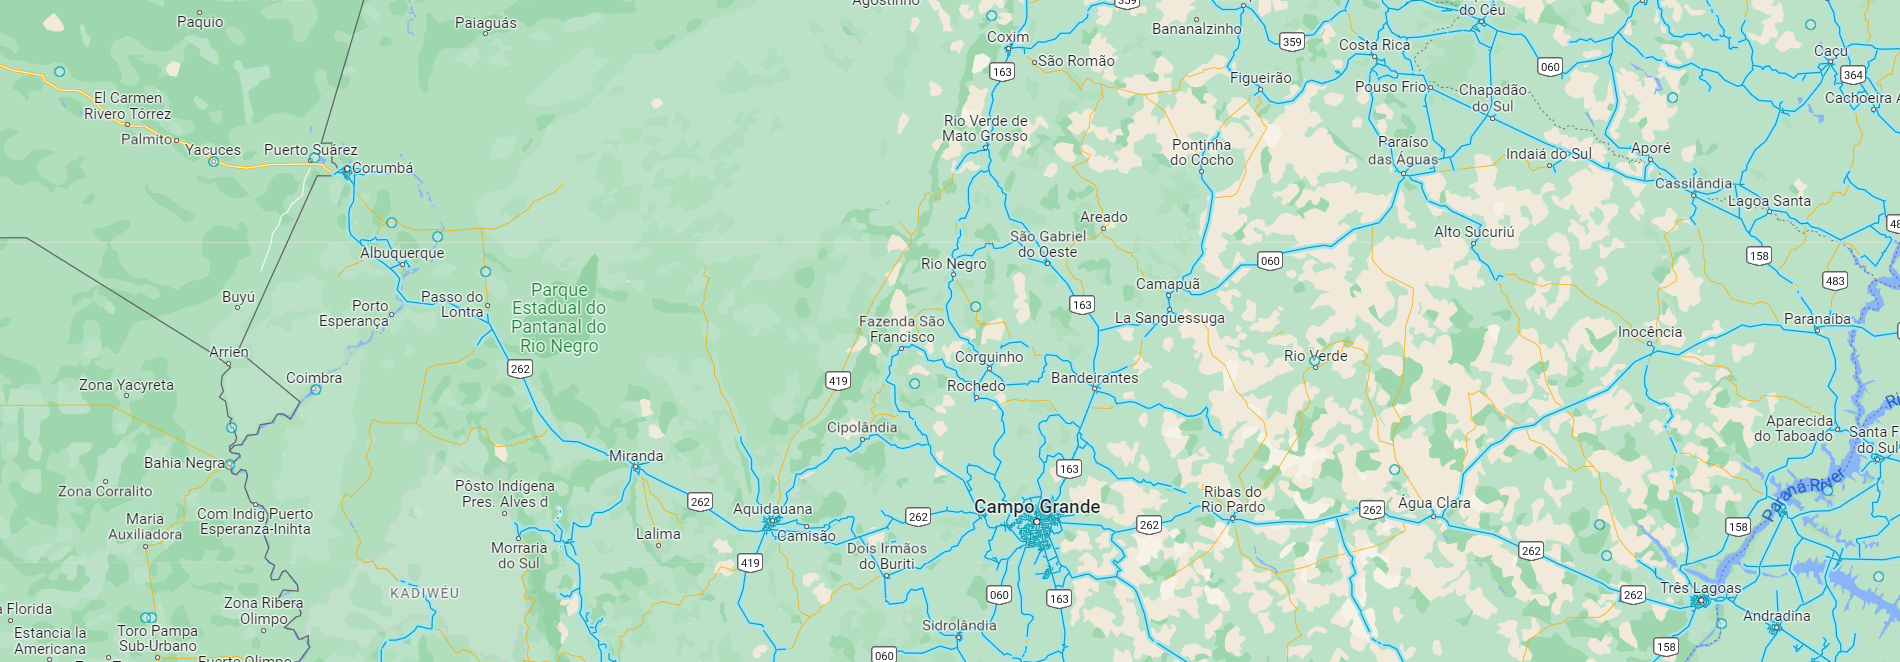 Paquio
Paiaguás
Agostinho
359
Bananalzinho
do Céu
Coxim
163
São Romão
359
Costa Rica
060
Caçu
364
El Carmen
Rivero Tórrez
Figueirão
Pouso Frio
Chapadão
do Sul
Cachoeira A
Palmito
Yacuces
Puerto Suárez
Corumbá
Rio Verde de
Mato Grosso
Pontinha
do Cocho
Paraíso
das Águas
Indaiá do Sul
Aporé
Cassilândia
Lagoa Santa
Albuquerque
Areado
São Gabriel
do Oeste
Alto Sucuriú
48
Rio Negro
060
158
483
Buyú
Porto
Esperança
Passo do
Lontra
Parque
Estadual do
Pantanal do
Rio Negro
Camapuã
163
La Sanguessuga
Fazenda São
Francisco
Inocência
Paranaiba
Arrien
262
Corguinho
Rio Verde
Zona Yacyreta
Coimbra
419
Rochedo
Bandeirantes
Ri
Cipolândia
Aparecida
do Taboado
Santa F
do Sul
Bahia Negra
Miranda
163
Zona Corralito
Pôsto Indígena
Pres. Alves d
262
Aquidauana
262
Campo Grande
262
Ribas do
Rio Pardo
262
Água Clara
Paraná River
158
Maria
Auxiliadora
Com Indig Puerto
Esperanza-Inihta
Lalima
Camisão
Morraria
do Sul
419
Dois Irmãos
do Buriti
262
KADIWÉU
060
163
262
Três Lagoas
a Florida
Zona Ribera
Olimpo
Andradina
Estancia la
Americana
Toro Pampa
Sub-Urbano
Sidrolândia
060
158
Fuerte Olimpo